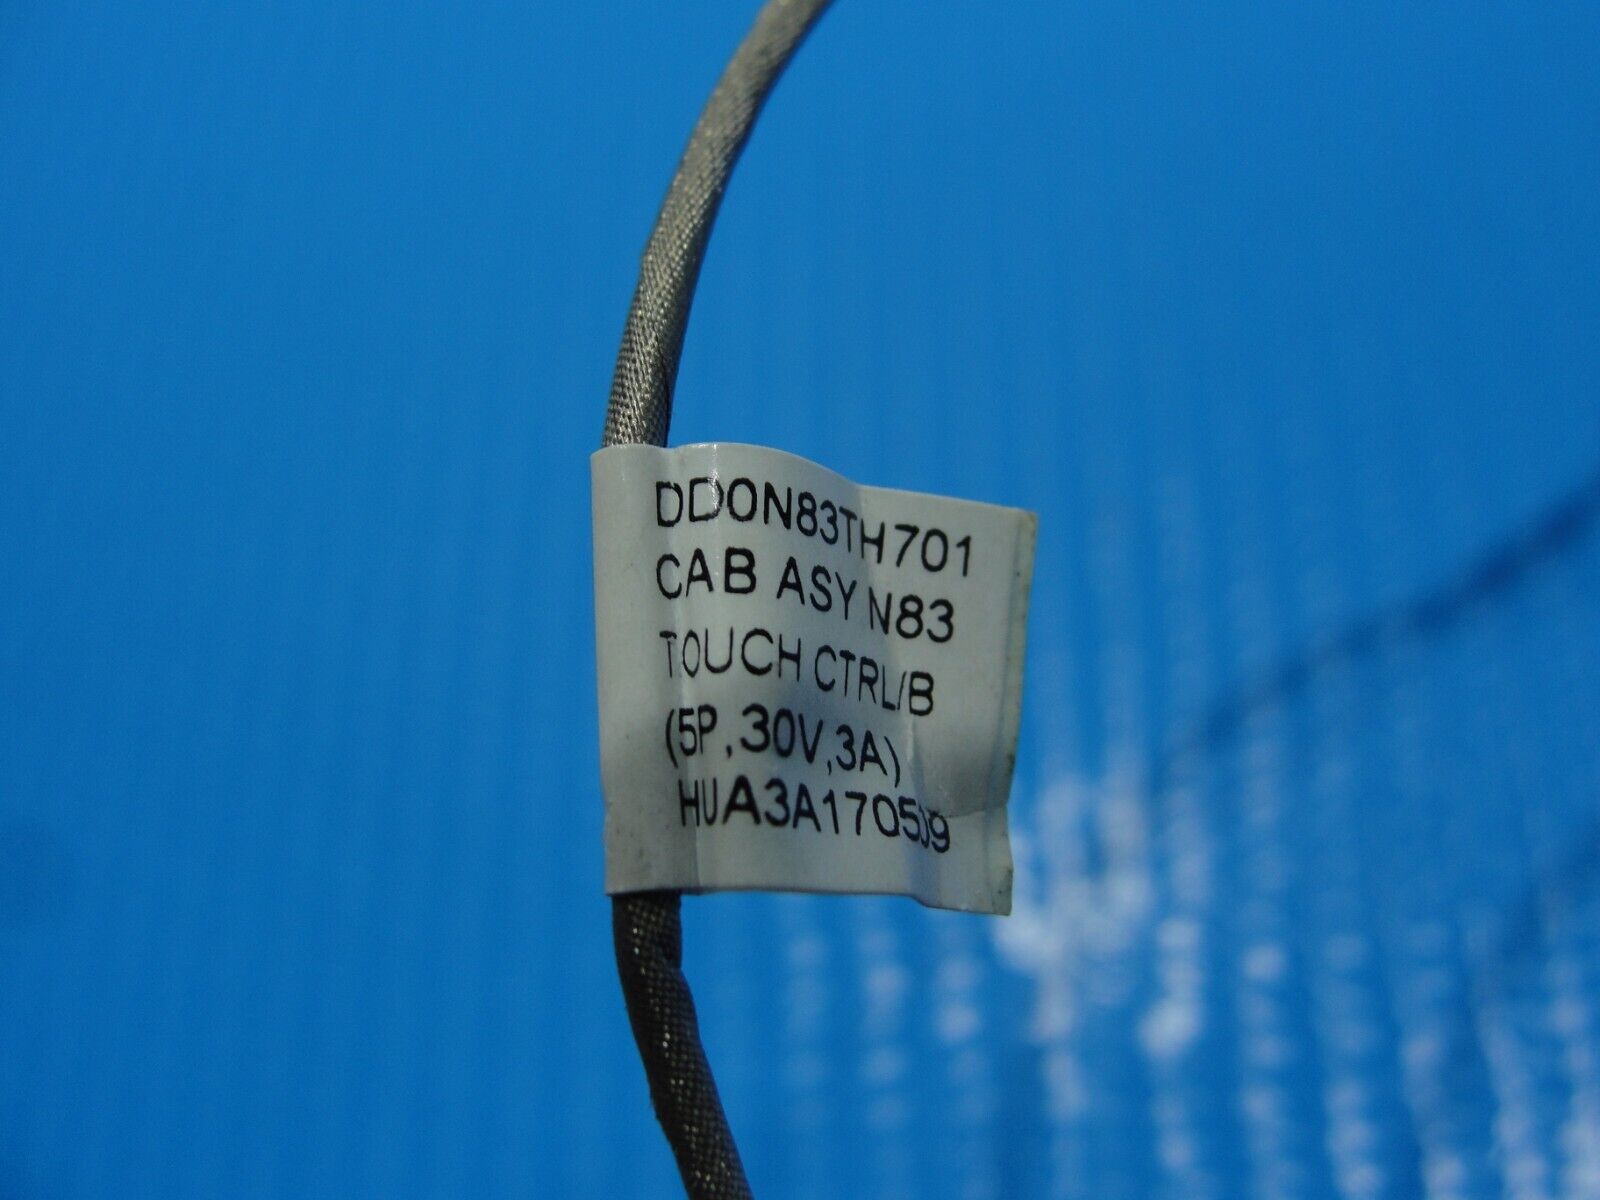 DD0N83TH701
CAB ASY N83
TOUCH CTRL/B
(5P,30V,3A)
HUA3A170509